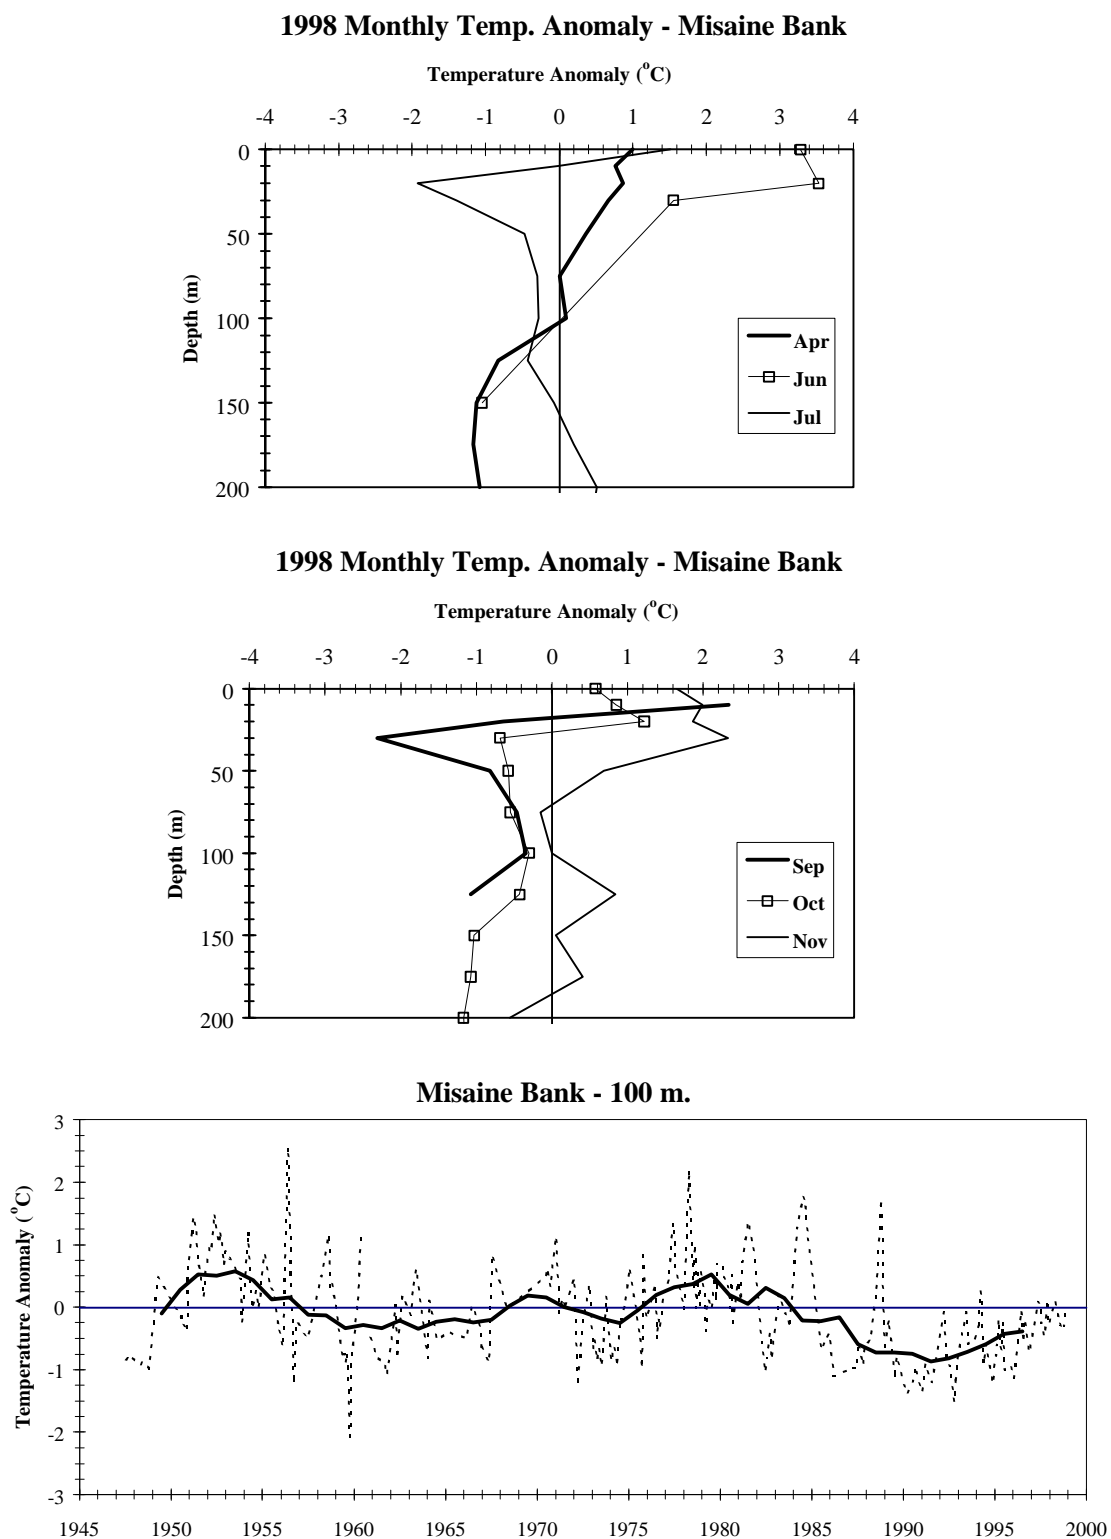 1998 Monthly Temp. Anomaly - Misaine Bank
Temperature Anomaly (°C)
-4 -3 -2 -1 0 1 2 3 4
0
50
100
150
200
Depth (m)
Apr
Jun
Jul
1998 Monthly Temp. Anomaly - Misaine Bank
Temperature Anomaly (°C)
-4 -3 -2 -1 0 1 2 3 4
0
50
100
150
200
Depth (m)
Sep
Oct
Nov
Misaine Bank - 100 m.
Temperature Anomaly (°C)
3
2
1
0
-1
-2
-3
1945 1950 1955 1960 1965 1970 1975 1980 1985 1990 1995 2000